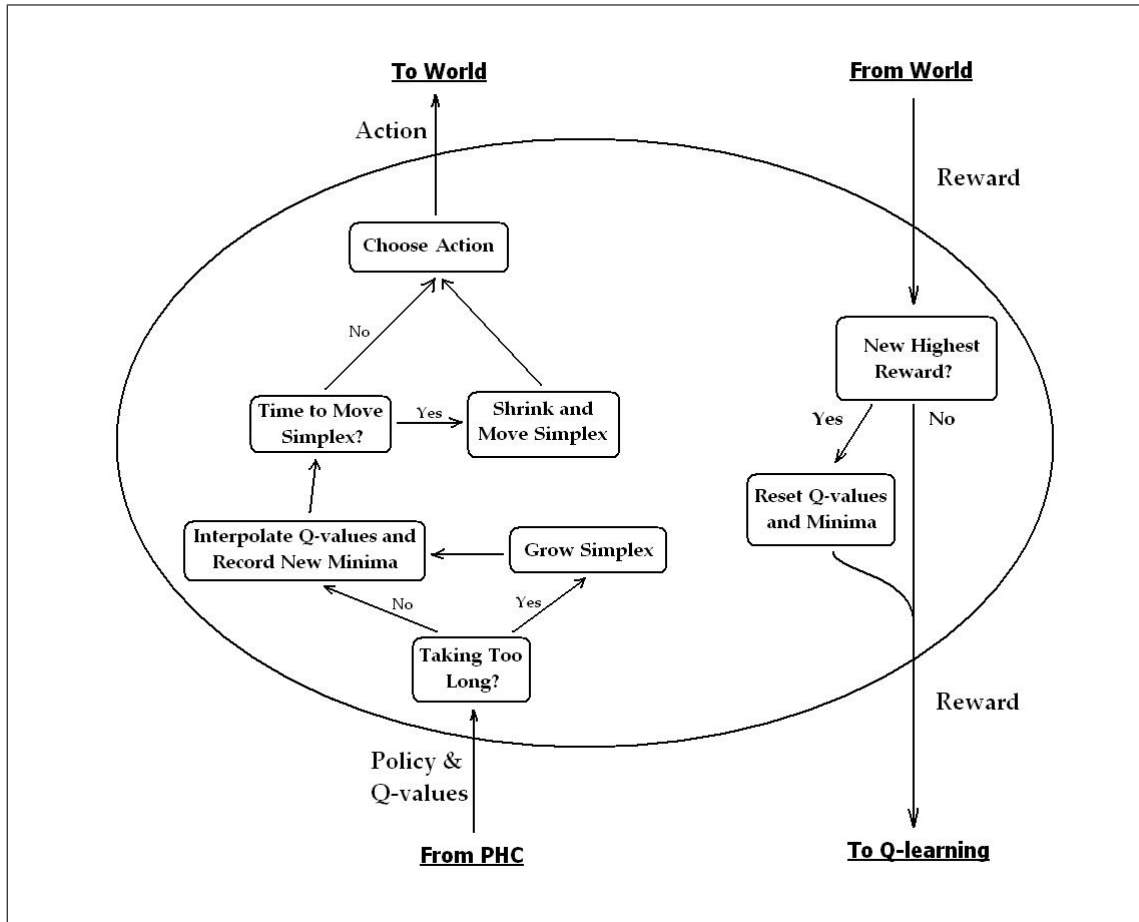 To World
From World
Action
Reward
Choose Action
No
New Highest
Reward?
Time to Move
Simplex?
Yes
Shrink and
Move Simplex
Yes
No
Reset Q-values
and Minima
Interpolate Q-values and
Record New Minima
Grow Simplex
No
Yes
Taking Too
Long?
Reward
Policy &
Q-values
From PHC
To Q-learning